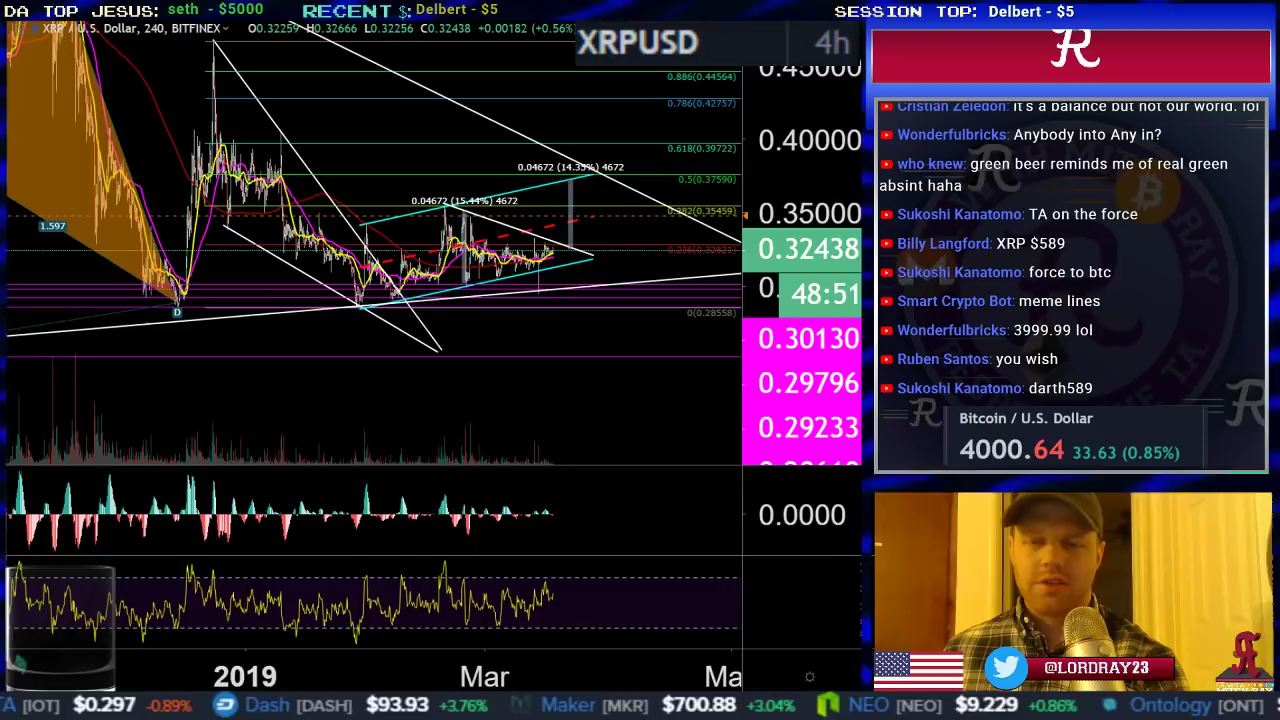 DA TOP JESUS: seth - $5000
RECENT $: Delbert - $5
SESSION TOP: Delbert - $5
XRP / U.S. Dollar, 240, BITFINEX
O0.32259 H0.32666 L0.32256 C0.32438 +0.00182 (+0.56%
XRPUSD 4h
0.45000
0.886(0.44564)
0.786(0.42757)
0.40000
0.618(0.39722)
0.04672 (14.35%) 4672
0.5(0.37590)
0.04672 (15.44%) 4672
0.382(0.35459)
0.35000
1.597
0.32438
48:51
D
0(0.28558)
0.30130
0.29796
0.29233
0.0000
2019
Mar
Ma
Cristian Zeledon: it's a balance but not our world. lol
Wonderfulbricks: Anybody into Any in?
who knew: green beer reminds me of real green
absint haha
Sukoshi Kanatomo: TA on the force
Billy Langford: XRP $589
Sukoshi Kanatomo: force to btc
Smart Crypto Bot: meme lines
Wonderfulbricks: 3999.99 lol
Ruben Santos: you wish
Sukoshi Kanatomo: darth589
Bitcoin / U.S. Dollar
4000.64 33.63 (0.85%)
@LORDRAY23
TA [IOT] $0.297 -0.89% Dash [DASH] $93.93 +3.76% Maker [MKR] $700.88 +3.04% NEO [NEO] $9.229 +0.86% Ontology [ONT]